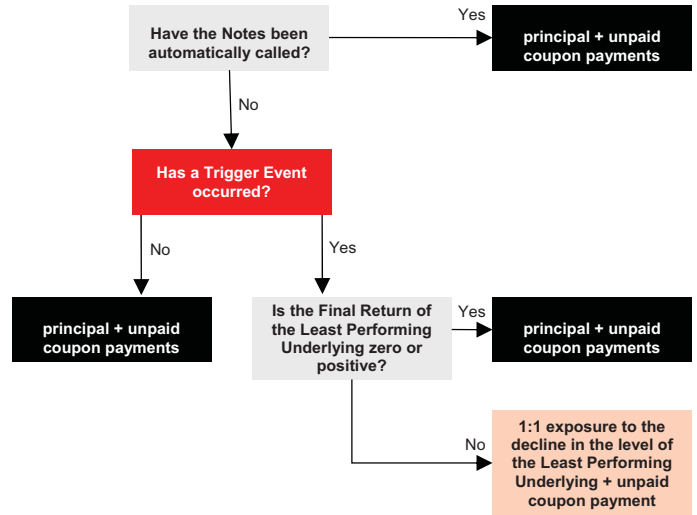 Have the Notes been
automatically called?
Yes
principal + unpaid
coupon payments
No
Has a Trigger Event
occurred?
No
Yes
principal + unpaid
coupon payments
Is the Final Return of
the Least Performing
Underlying zero or
positive?
Yes
principal + unpaid
coupon payments
No
1:1 exposure to the
decline in the level of
the Least Performing
Underlying + unpaid
coupon payment